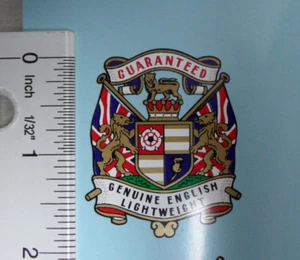 GUARANTEED
0
Inch
1/32"
1
GENUINE ENGLISH
LIGHTWEIGHT
2